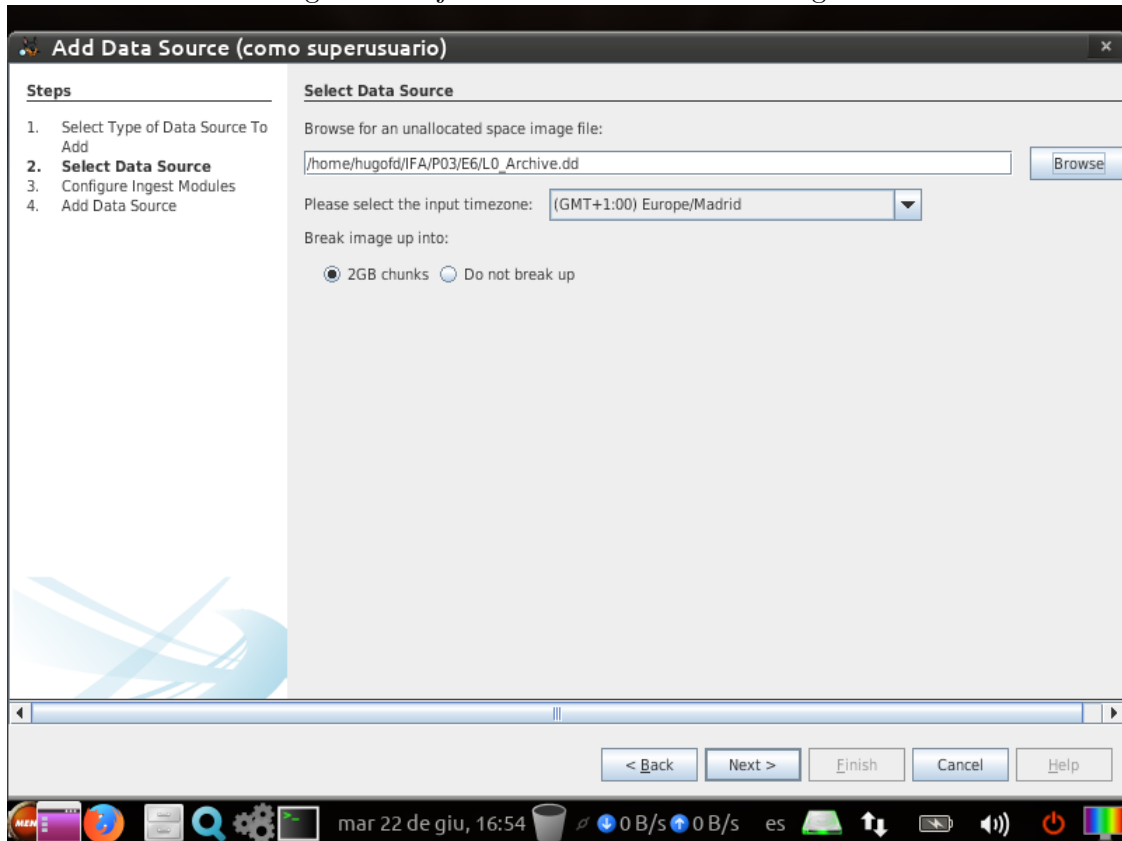 Add Data Source (como superusuario)
Steps
1. Select Type of Data Source To
Add
2. Select Data Source
3. Configure Ingest Modules
4. Add Data Source
Select Data Source
Browse for an unallocated space image file:
/home/hugofd/IFA/P03/E6/L0_Archive.dd
Browse
Please select the input timezone: (GMT+1:00) Europe/Madrid
Break image up into:
2GB chunks Do not break up
< Back Next > Finish Cancel Help
MEN mar 22 de giu, 16:54 0 B/s 0 B/s es